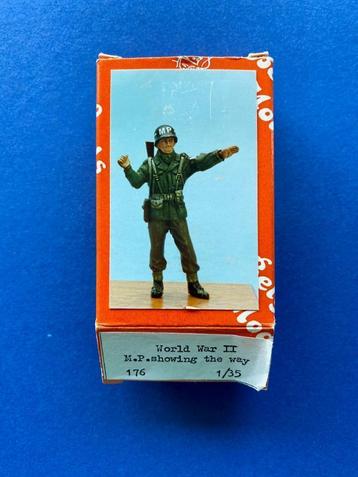 MP
World War II
M.P.showing the way
176 1/35